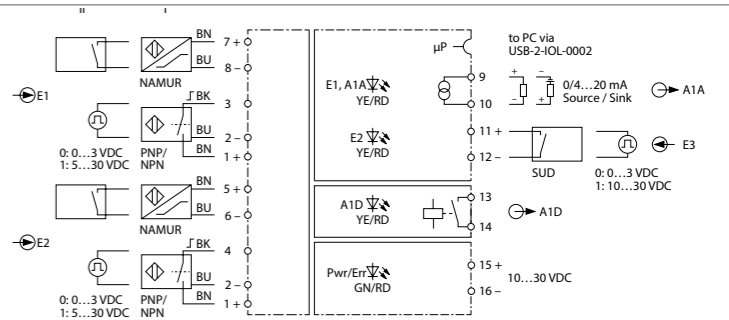 BN
7 +
BU
8 –
NAMUR
E1
BK
3
BU
2 –
BN
1 +
0: 0…3 VDC
1: 5…30 VDC
PNP/
NPN
BN
5 +
BU
6 –
NAMUR
E2
BK
4
BU
2 –
BN
1 +
0: 0…3 VDC
1: 5…30 VDC
PNP/
NPN
µP
to PC via
USB-2-IOL-0002
E1, A1A
YE/RD
9
10
+
–
–
+
0/4…20 mA
Source / Sink
A1A
E2
YE/RD
11 +
12 –
SUD
E3
0: 0…3 VDC
1: 10…30 VDC
A1D
YE/RD
13
14
A1D
Pwr/Err
GN/RD
15 +
16 –
10…30 VDC